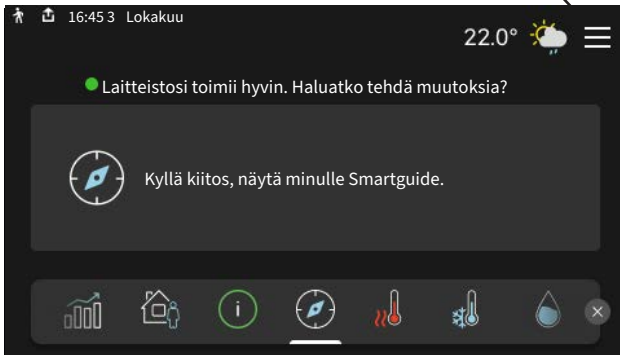 16:45 3 Lokakuu
22.0°
Laitteistosi toimii hyvin. Haluatko tehdä muutoksia?
Kyllä kiitos, näytä minulle Smartguide.
i